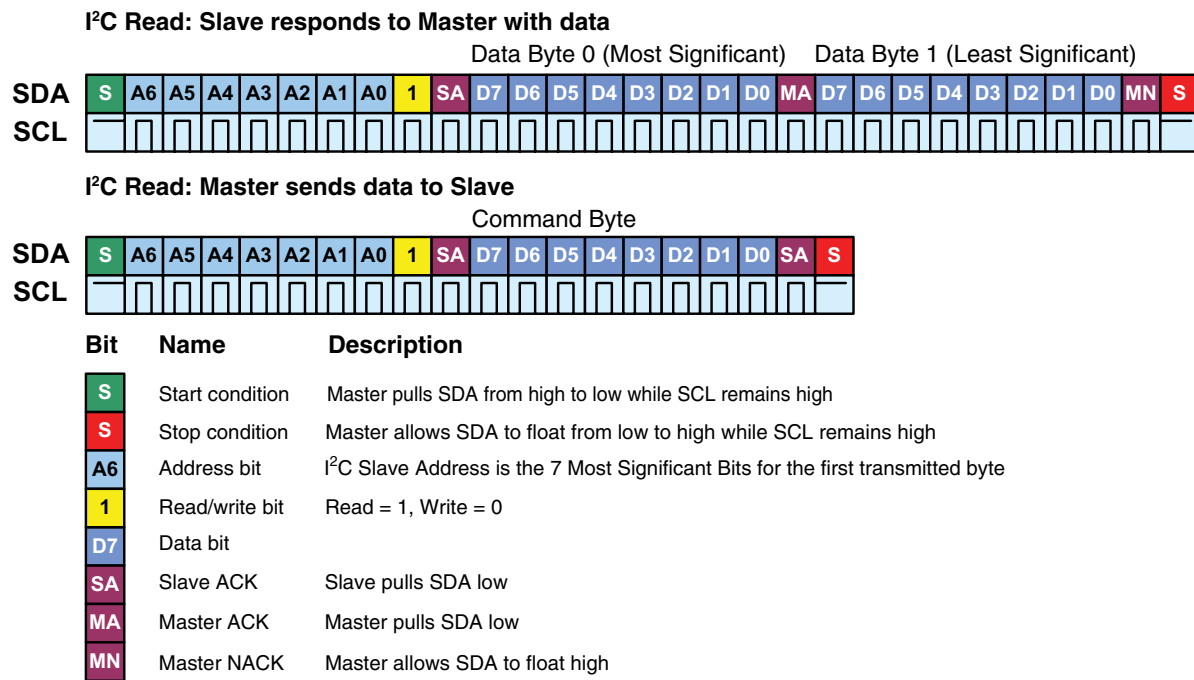 I²C Read: Slave responds to Master with data
Data Byte 0 (Most Significant) Data Byte 1 (Least Significant)
SDA S A6 A5 A4 A3 A2 A1 A0 1 SA D7 D6 D5 D4 D3 D2 D1 D0 MA D7 D6 D5 D4 D3 D2 D1 D0 MN S
SCL
I²C Read: Master sends data to Slave
Command Byte
SDA S A6 A5 A4 A3 A2 A1 A0 1 SA D7 D6 D5 D4 D3 D2 D1 D0 SA S
SCL
Bit Name Description
S Start condition Master pulls SDA from high to low while SCL remains high
S Stop condition Master allows SDA to float from low to high while SCL remains high
A6 Address bit I²C Slave Address is the 7 Most Significant Bits for the first transmitted byte
1 Read/write bit Read = 1, Write = 0
D7 Data bit
SA Slave ACK Slave pulls SDA low
MA Master ACK Master pulls SDA low
MN Master NACK Master allows SDA to float high